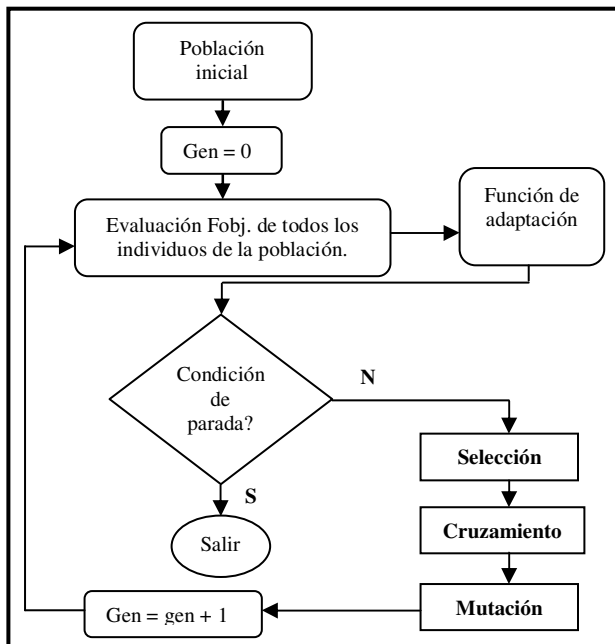 Población
inicial
Gen = 0
Evaluación Fobj. de todos los
individuos de la población.
Función de
adaptación
Condición
de
parada?
N
Selección
S
Cruzamiento
Salir
Mutación
Gen = gen + 1